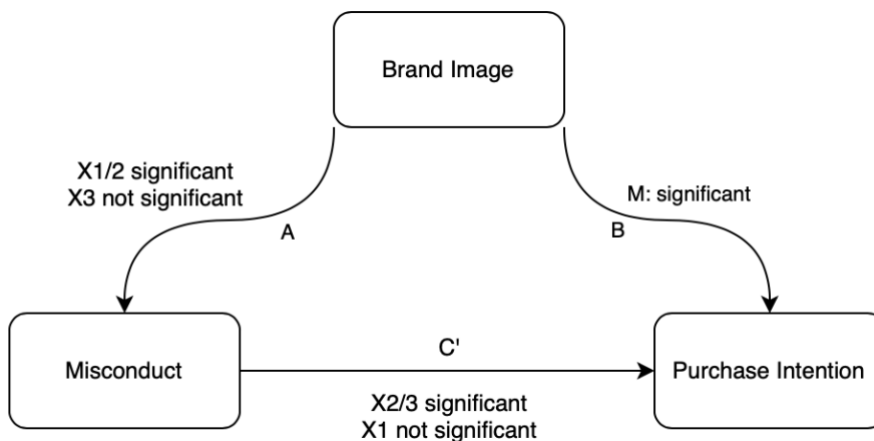 Brand Image
X1/2 significant
X3 not significant
M: significant
A
B
C'
Misconduct
Purchase Intention
X2/3 significant
X1 not significant